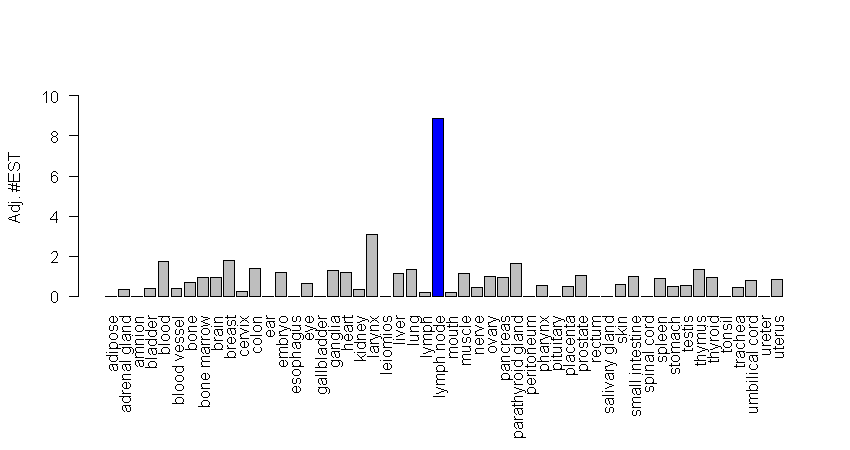 Adj. #EST
10
8
6
4
2
0
adipose
adrenal gland
amnion
bladder
blood
blood vessel
bone
bone marrow
brain
breast
cervix
colon
ear
embryo
esophagus
eye
gallbladder
ganglia
heart
kidney
larynx
leiomios
liver
lung
lymph
lymph node
mouth
muscle
nerve
ovary
pancreas
parathyroid gland
peritoneum
pharynx
pituitary
placenta
prostate
rectum
salivary gland
skin
small intestine
spinal cord
spleen
stomach
testis
thymus
thyroid
tonsil
trachea
umbilical cord
ureter
uterus